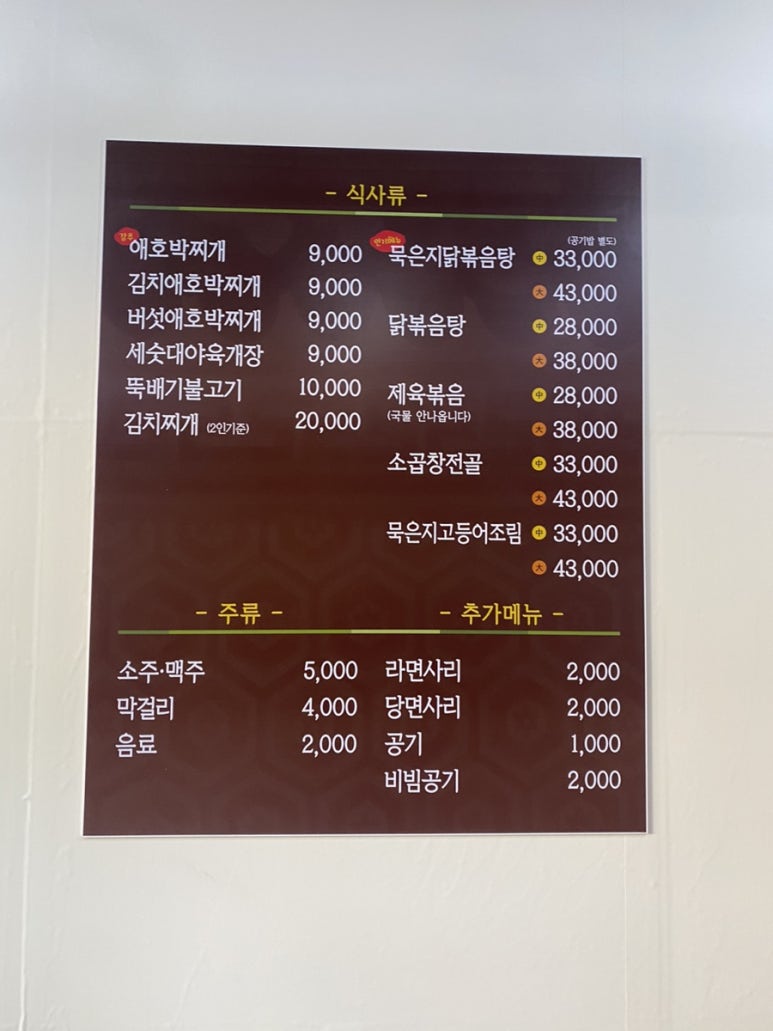 - 식사류 -
강추
애호박찌개 9,000
김치애호박찌개 9,000
버섯애호박찌개 9,000
세숫대야육개장 9,000
뚝배기불고기 10,000
김치찌개 (2인기준) 20,000
(공기밥 별도)
인기메뉴
묵은지닭볶음탕 中 33,000
大 43,000
닭볶음탕 中 28,000
大 38,000
제육볶음 中 28,000
(국물 안나옵니다)
大 38,000
소곱창전골 中 33,000
大 43,000
묵은지고등어조림 中 33,000
大 43,000
- 주류 -
소주·맥주 5,000
막걸리 4,000
음료 2,000
- 추가메뉴 -
라면사리 2,000
당면사리 2,000
공기 1,000
비빔공기 2,000